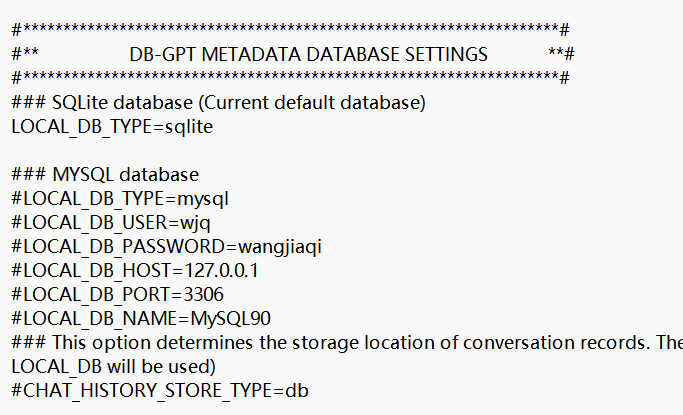 #*******************************************************************#
#** DB-GPT METADATA DATABASE SETTINGS **#
#*******************************************************************#
### SQLite database (Current default database)
LOCAL_DB_TYPE=sqlite
### MYSQL database
#LOCAL_DB_TYPE=mysql
#LOCAL_DB_USER=wjq
#LOCAL_DB_PASSWORD=wangjiaqi
#LOCAL_DB_HOST=127.0.0.1
#LOCAL_DB_PORT=3306
#LOCAL_DB_NAME=MySQL90
### This option determines the storage location of conversation records. The
LOCAL_DB will be used)
#CHAT_HISTORY_STORE_TYPE=db